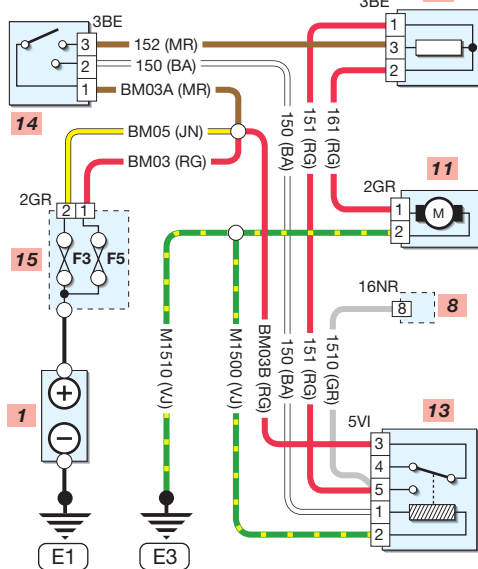 3BE
3BE
1
3
152 (MR)
3
2
150 (BA)
2
1
BM03A (MR)
14
BM05 (JN)
BM03 (RG)
150 (BA)
151 (RG)
161 (RG)
11
2GR
2GR
2 1
1
M
2
15
F3
F5
16NR
8
8
M1510 (VJ)
M1500 (VJ)
BM03B (RG)
150 (BA)
151 (RG)
1510 (GR)
+
1
−
5VI
13
3
4
5
1
2
E1
E3